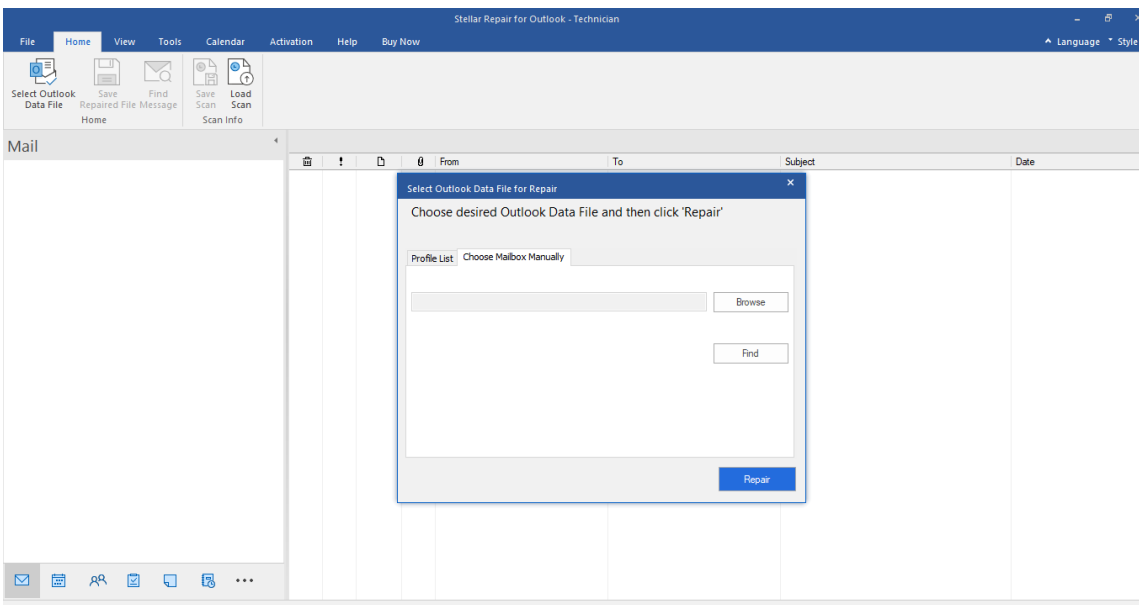 Stellar Repair for Outlook - Technician
File Home View Tools Calendar Activation Help Buy Now Language Style
Select Outlook Data File
Save Repaired File
Find Message
Save Scan
Load Scan
Home Scan Info
Mail
From To Subject Date
Select Outlook Data File for Repair
Choose desired Outlook Data File and then click 'Repair'
Profile List Choose Mailbox Manually
Browse
Find
Repair